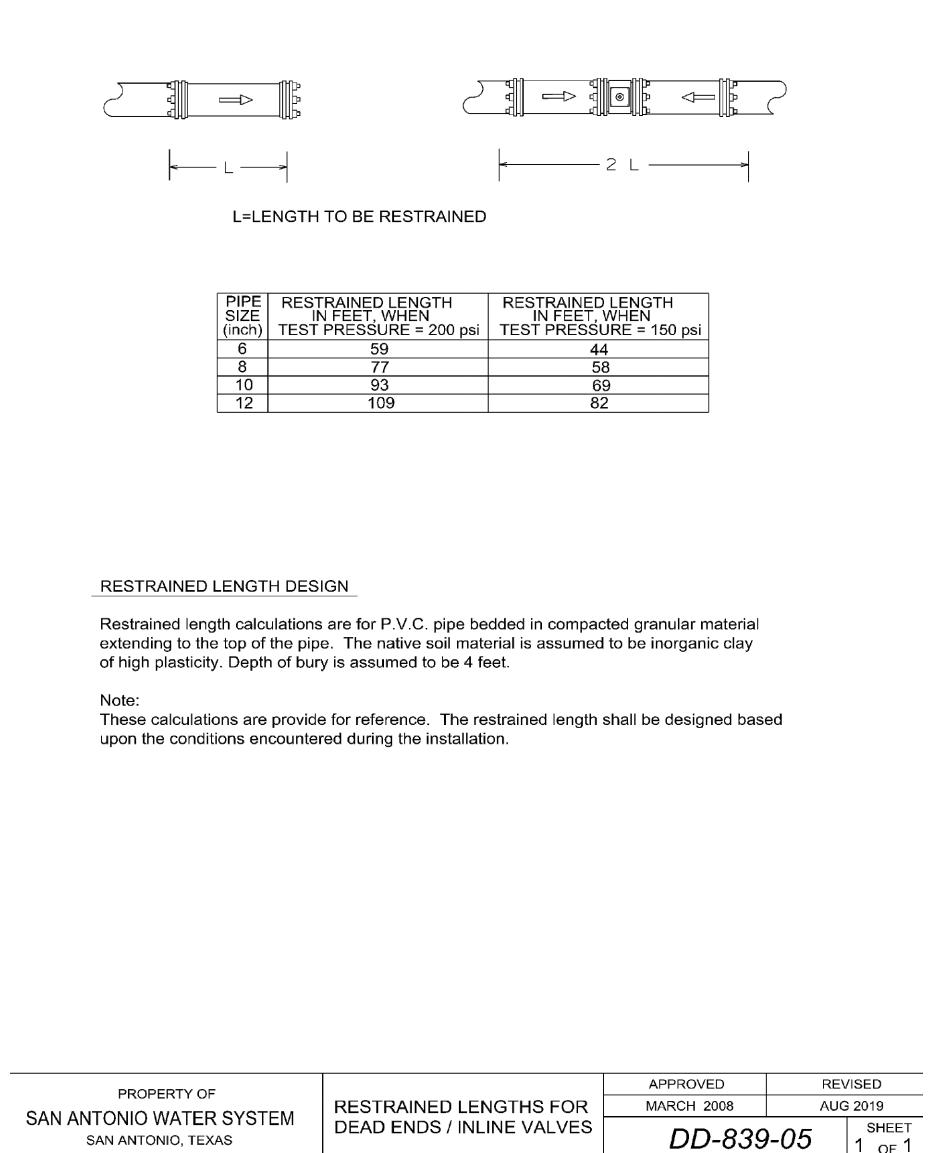 L
2 L
L=LENGTH TO BE RESTRAINED
PIPE SIZE (inch) RESTRAINED LENGTH IN FEET, WHEN TEST PRESSURE = 200 psi RESTRAINED LENGTH IN FEET, WHEN TEST PRESSURE = 150 psi
6 59 44
8 77 58
10 93 69
12 109 82
RESTRAINED LENGTH DESIGN
Restrained length calculations are for P.V.C. pipe bedded in compacted granular material
extending to the top of the pipe. The native soil material is assumed to be inorganic clay
of high plasticity. Depth of bury is assumed to be 4 feet.
Note:
These calculations are provide for reference. The restrained length shall be designed based
upon the conditions encountered during the installation.
PROPERTY OF
SAN ANTONIO WATER SYSTEM
SAN ANTONIO, TEXAS
RESTRAINED LENGTHS FOR
DEAD ENDS / INLINE VALVES
APPROVED REVISED
MARCH 2008 AUG 2019
DD-839-05
SHEET
1 OF 1